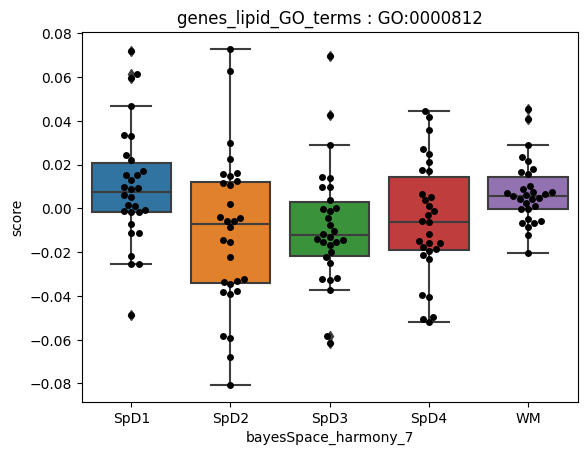 genes_lipid_GO_terms : GO:0000812
0.08
0.06
0.04
0.02
0.00
−0.02
−0.04
−0.06
−0.08
score
SpD1 SpD2 SpD3 SpD4 WM
bayesSpace_harmony_7